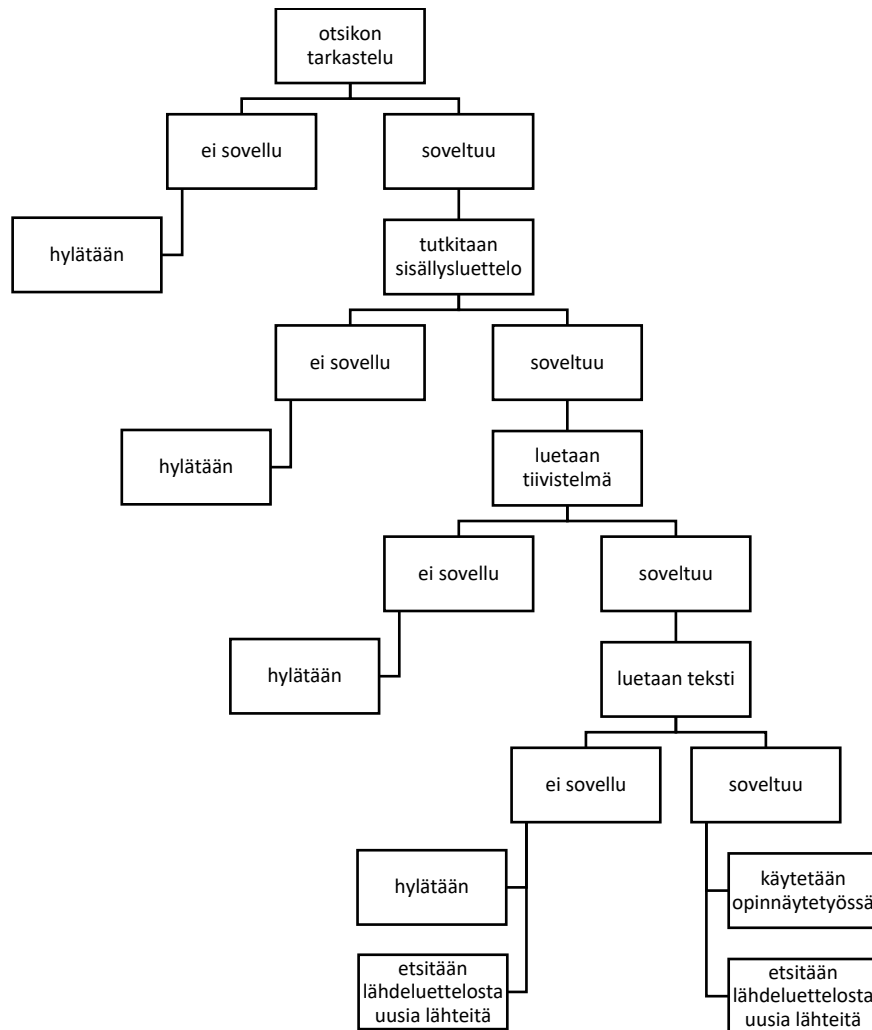 otsikon
tarkastelu
ei sovellu
soveltuu
hylätään
tutkitaan
sisällysluettelo
ei sovellu
soveltuu
hylätään
luetaan
tiivistelmä
ei sovellu
soveltuu
hylätään
luetaan teksti
ei sovellu
soveltuu
hylätään
käytetään
opinnäytetyössä
etsitään
lähdeluettelosta
uusia lähteitä
etsitään
lähdeluettelosta
uusia lähteitä